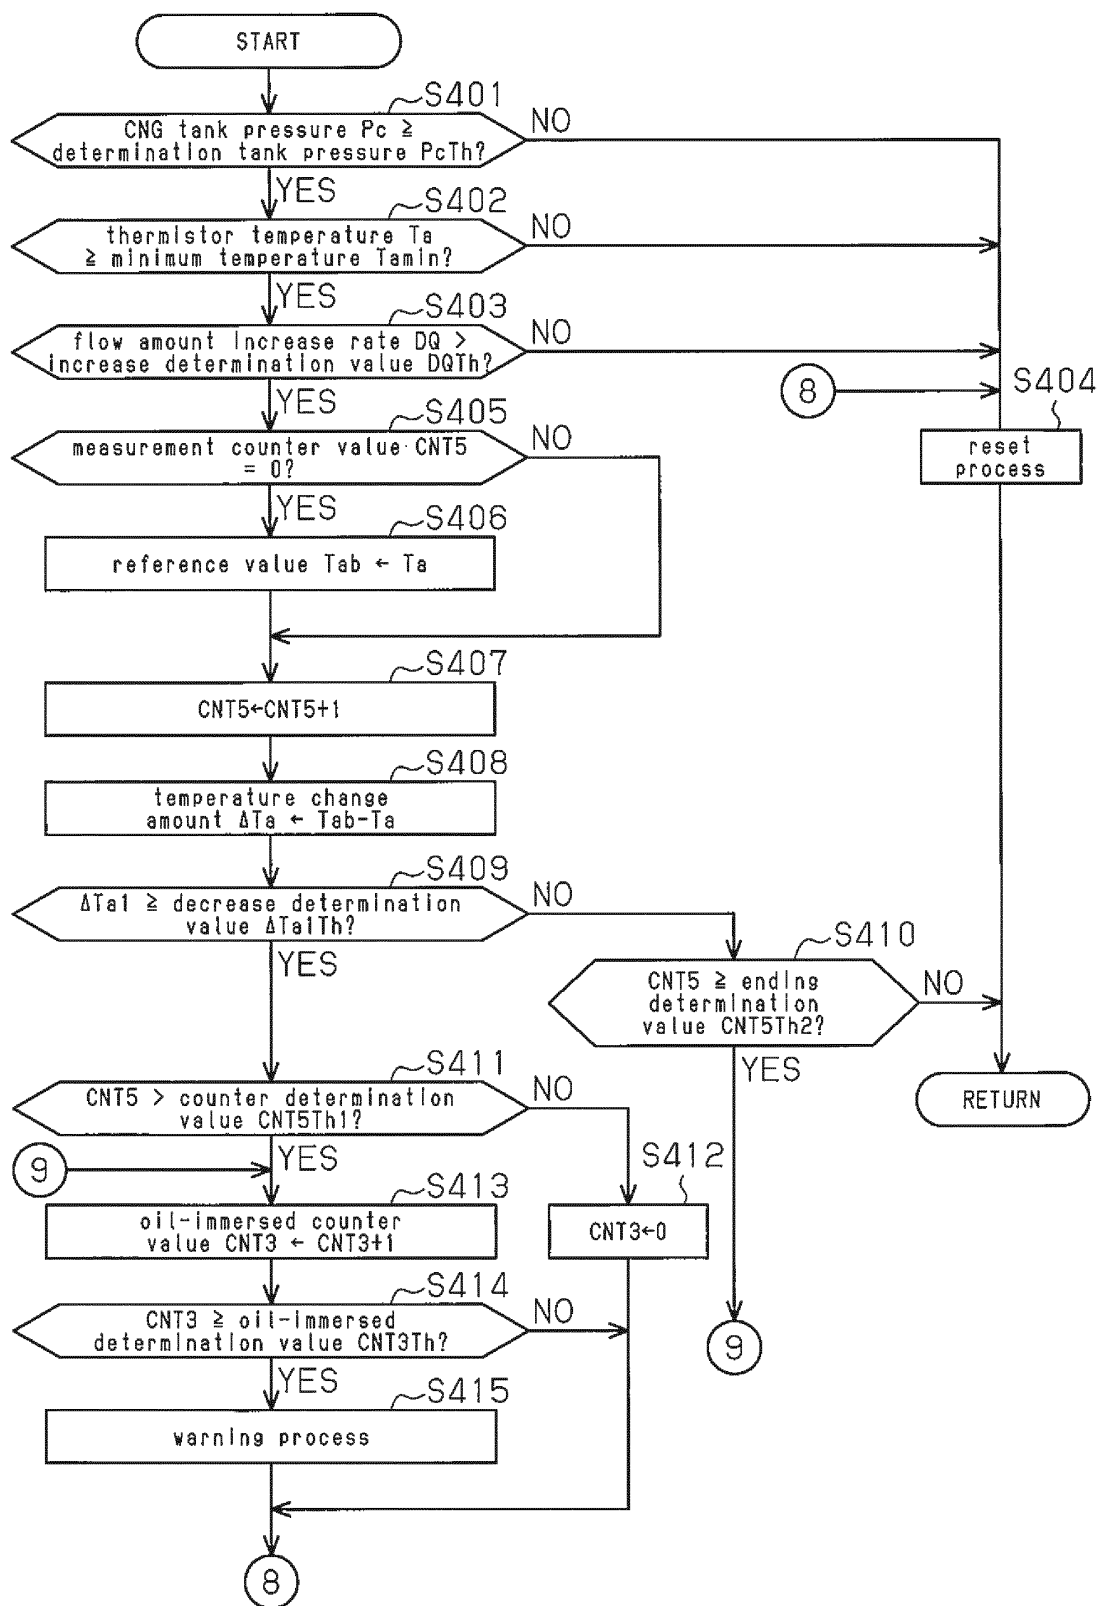 START
S401
CNG tank pressure Pc ≧
determination tank pressure PcTh?
NO
YES
S402
thermistor temperature Ta
≧ minimum temperature Tamin?
NO
YES
S403
flow amount increase rate DQ >
increase determination value DQTh?
NO
YES
8
S404
reset
process
S405
measurement counter value CNT5
= 0?
NO
YES
S406
reference value Tab ← Ta
S407
CNT5←CNT5+1
S408
temperature change
amount ΔTa ← Tab-Ta
S409
ΔTa1 ≧ decrease determination
value ΔTa1Th?
NO
YES
S410
CNT5 ≧ ending
determination
value CNT5Th2?
NO
YES
RETURN
S411
CNT5 > counter determination
value CNT5Th1?
NO
YES
9
S412
CNT3←0
S413
oil-immersed counter
value CNT3 ← CNT3+1
S414
CNT3 ≧ oil-immersed
determination value CNT3Th?
NO
YES
9
S415
warning process
8